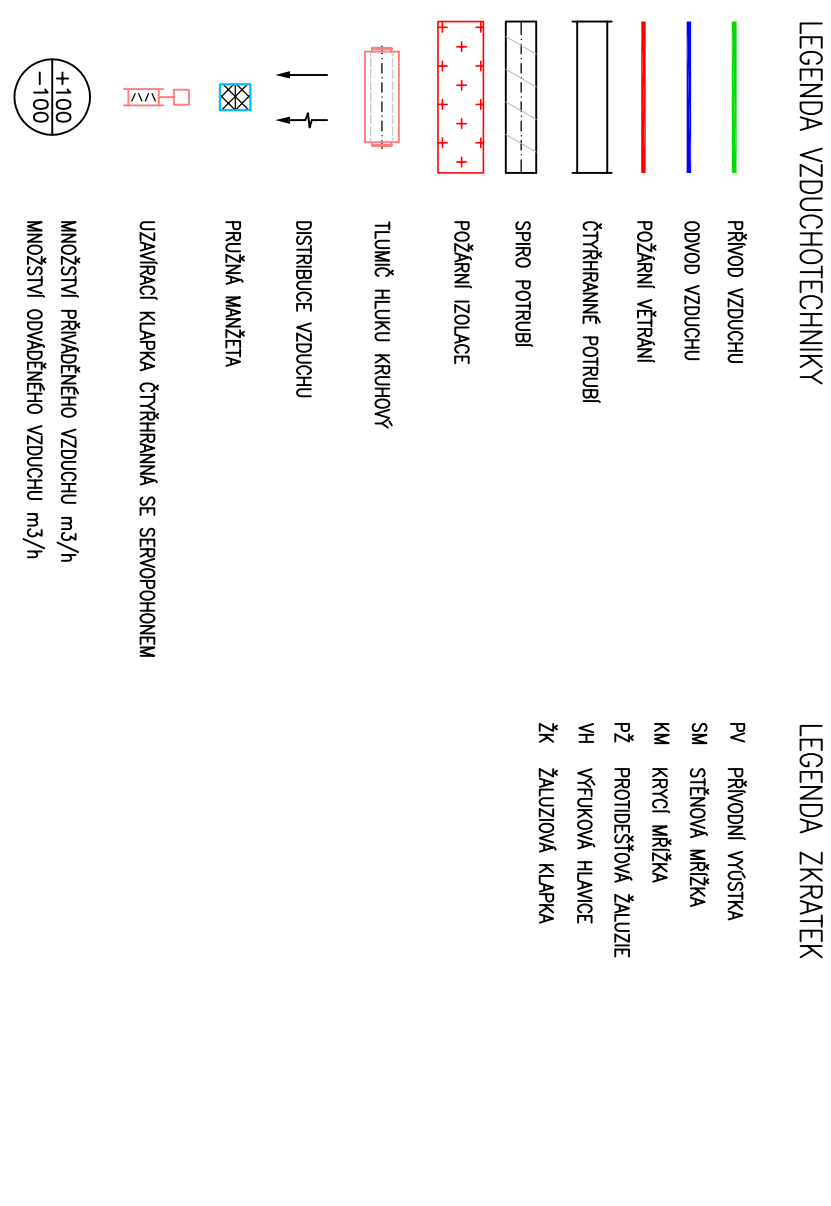 LEGENDA VZDUCHOTECHNIKY
PŘÍVOD VZDUCHU
ODVOD VZDUCHU
POŽÁRNÍ VĚTRÁNÍ
ČTYŘHRANNÉ POTRUBÍ
SPIRO POTRUBÍ
POŽÁRNÍ IZOLACE
TLUMIČ HLUKU KRUHOVÝ
DISTRIBUCE VZDUCHU
PRUŽNÁ MANŽETA
UZAVÍRACÍ KLAPKA ČTYŘHRANNÁ SE SERVOPOHONEM
+100 MNOŽSTVÍ PŘIVÁDĚNÉHO VZDUCHU m3/h
-100 MNOŽSTVÍ ODVÁDĚNÉHO VZDUCHU m3/h
LEGENDA ZKRATEK
PV PŘÍVODNÍ VYÚSTKA
SM STĚNOVÁ MŘÍŽKA
KM KRYCÍ MŘÍŽKA
PŽ PROTIDEŠŤOVÁ ŽALUZIE
VH VÝFUKOVÁ HLAVICE
ŽK ŽALUZIOVÁ KLAPKA